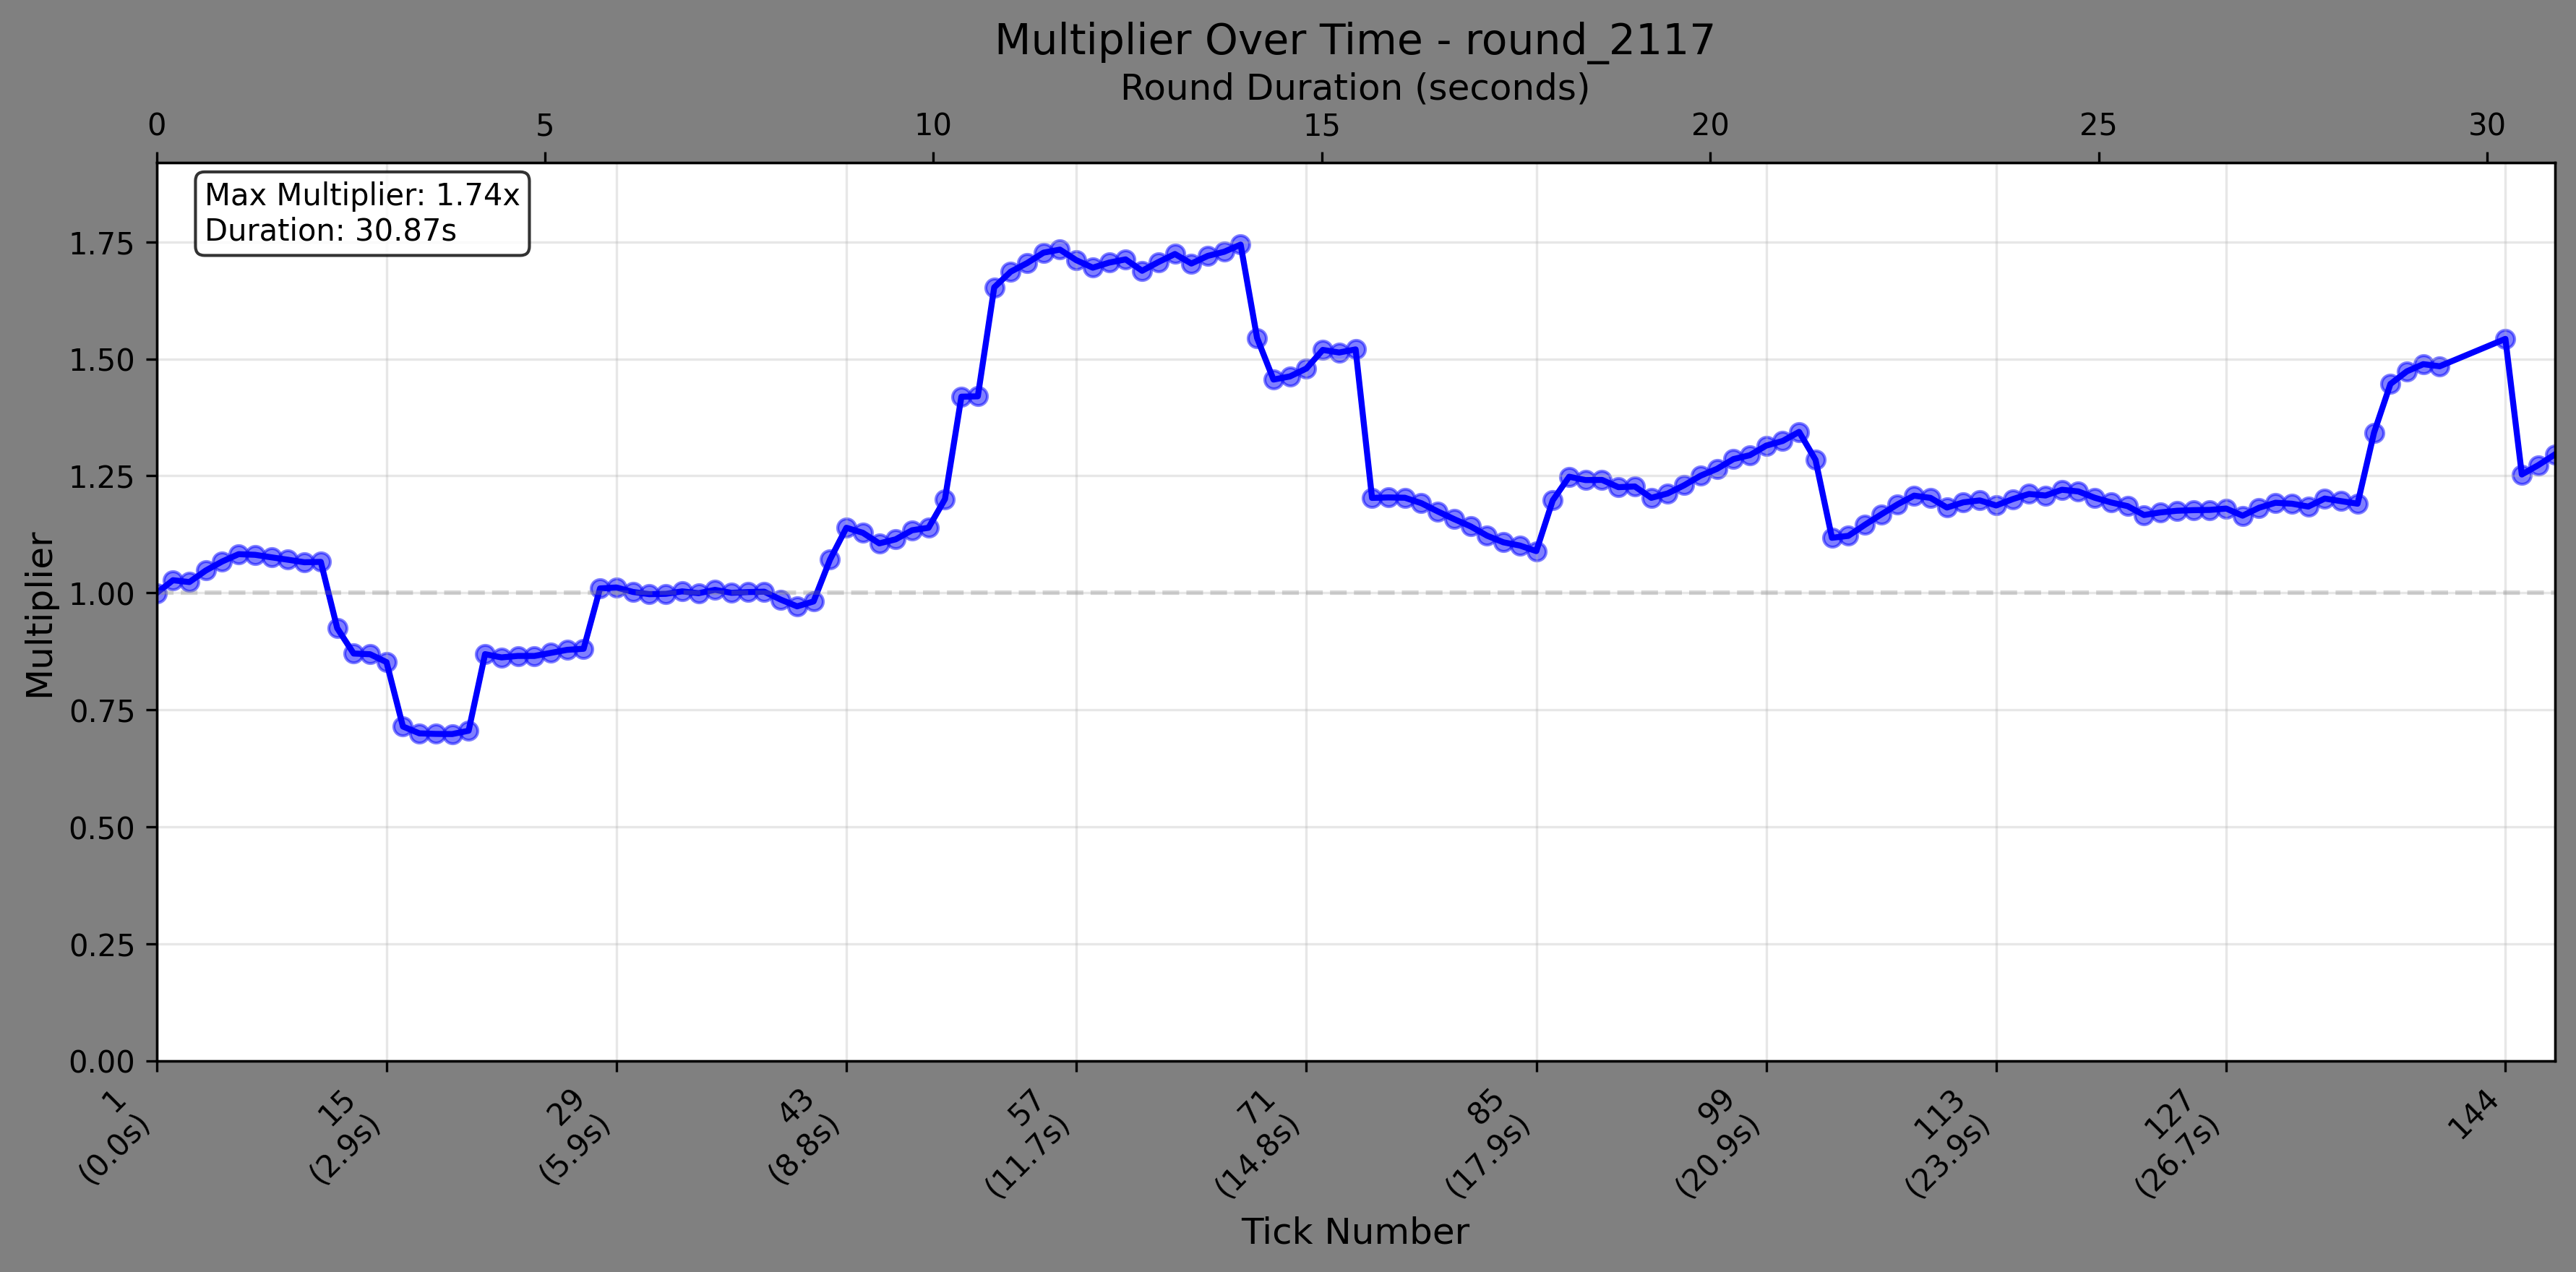 Multiplier Over Time - round_2117
Round Duration (seconds)
0 5 10 15 20 25 30
Max Multiplier: 1.74x
Duration: 30.87s
Multiplier
1.75
1.50
1.25
1.00
0.75
0.50
0.25
0.00
1 15 29 43 57 71 85 99 113 127 144
(0.0s) (2.9s) (5.9s) (8.8s) (11.7s) (14.8s) (17.9s) (20.9s) (23.9s) (26.7s)
Tick Number